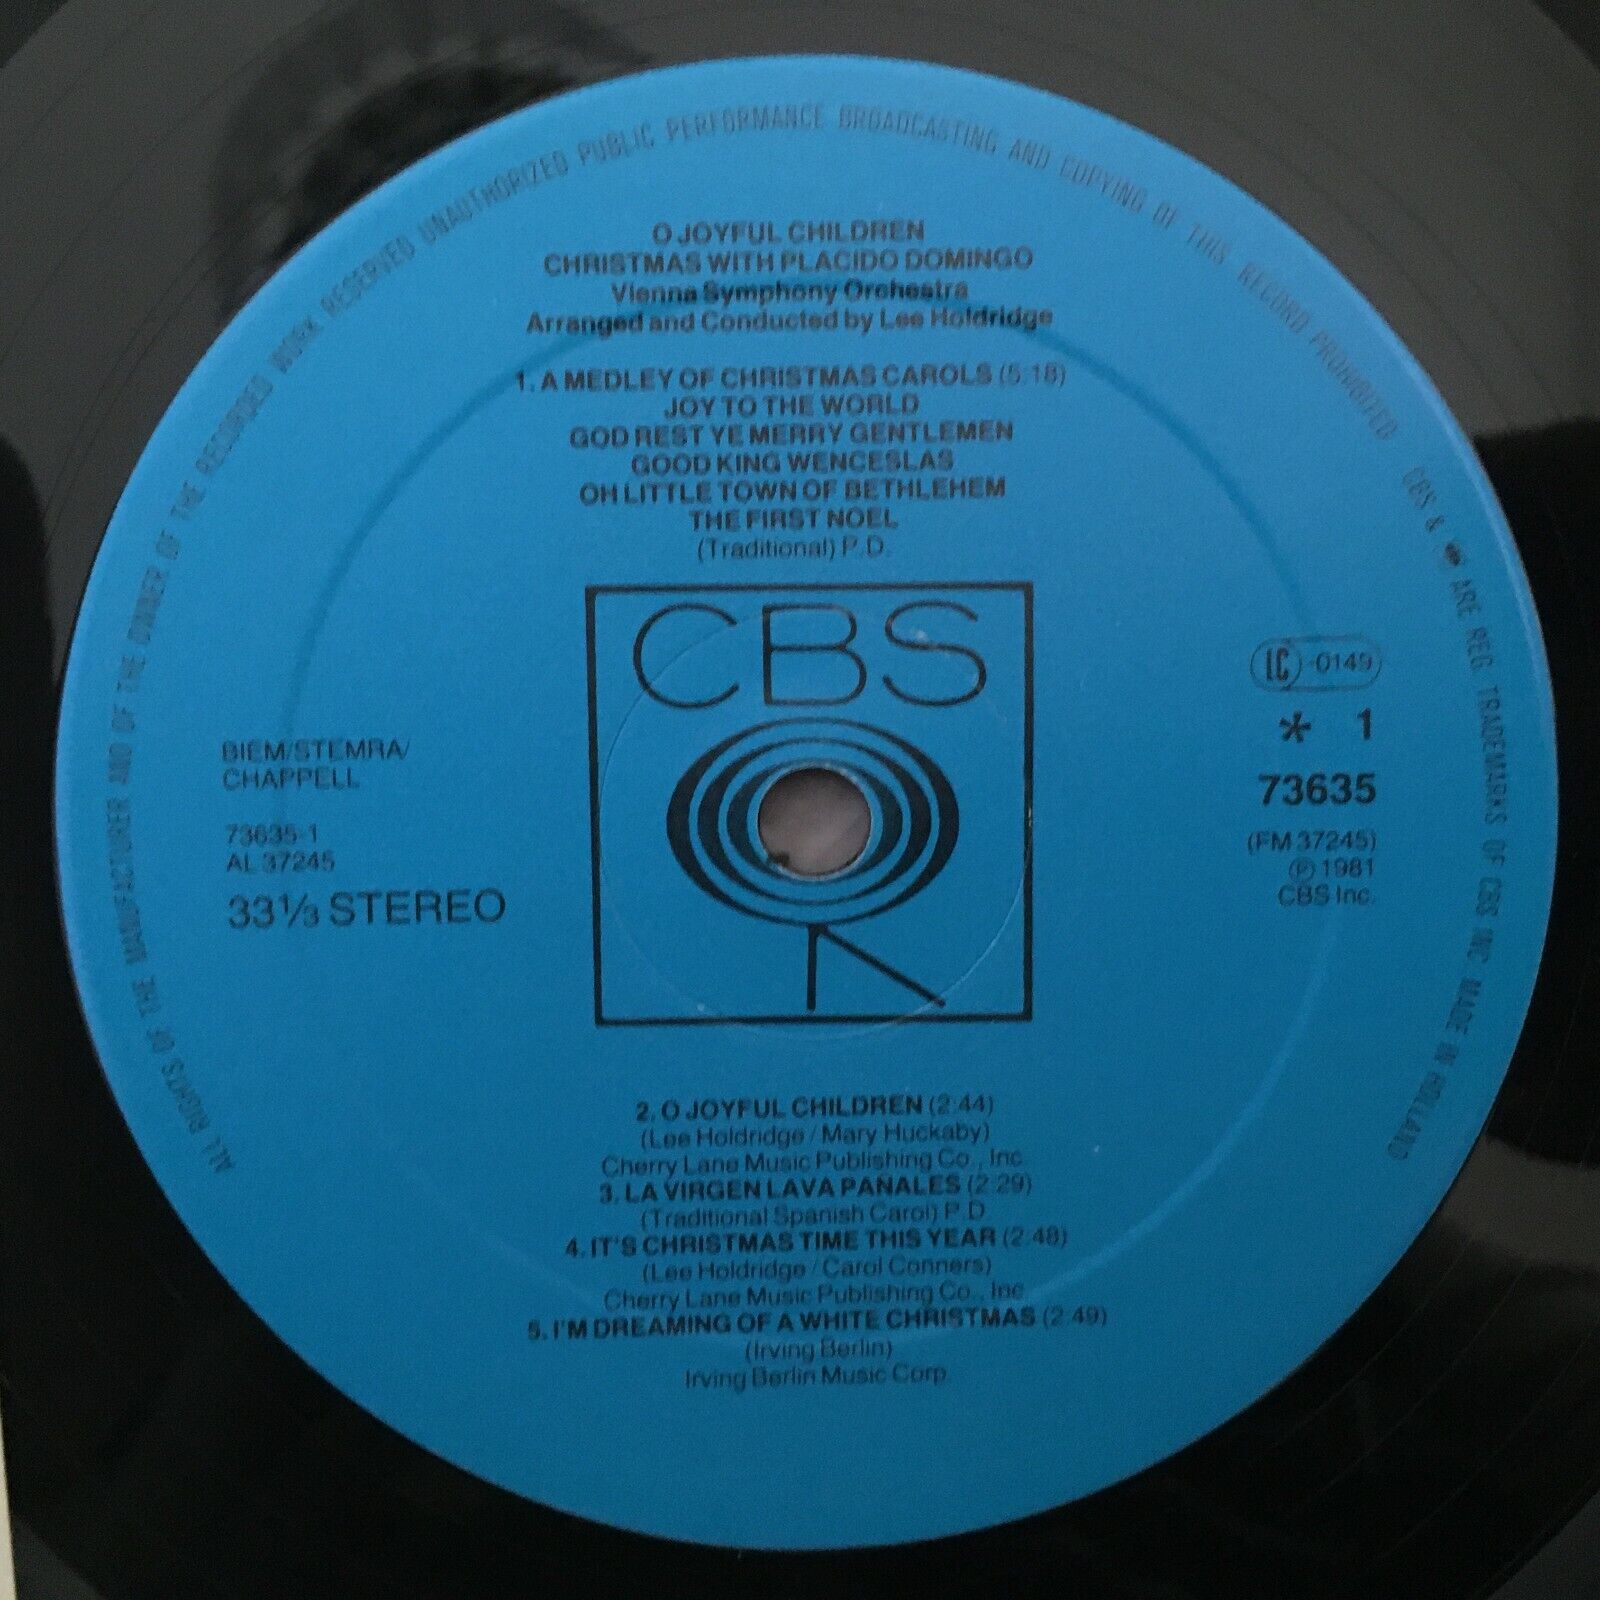 ALL RIGHTS OF THE MANUFACTURER AND OF THE OWNER OF THE RECORDED WORK RESERVED UNAUTHORIZED PUBLIC PERFORMANCE BROADCASTING AND COPYING OF THIS RECORD PROHIBITED
CBS & ARE REG. TRADEMARKS OF CBS INC. MADE IN HOLLAND
O JOYFUL CHILDREN
CHRISTMAS WITH PLACIDO DOMINGO
Vienna Symphony Orchestra
Arranged and Conducted by Lee Holdridge
1. A MEDLEY OF CHRISTMAS CAROLS (5:18)
JOY TO THE WORLD
GOD REST YE MERRY GENTLEMEN
GOOD KING WENCESLAS
OH LITTLE TOWN OF BETHLEHEM
THE FIRST NOEL
(Traditional) P.D.
CBS
BIEM/STEMRA/
CHAPPELL
73635-1
AL 37245
33⅓ STEREO
LC -0149
* 1
73635
(FM 37245)
Ⓟ 1981
CBS Inc.
2. O JOYFUL CHILDREN (2:44)
(Lee Holdridge / Mary Huckaby)
Cherry Lane Music Publishing Co., Inc.
3. LA VIRGEN LAVA PAÑALES (2:29)
(Traditional Spanish Carol) P.D
4. IT'S CHRISTMAS TIME THIS YEAR (2:48)
(Lee Holdridge / Carol Conners)
Cherry Lane Music Publishing Co., Inc
5. I'M DREAMING OF A WHITE CHRISTMAS (2:49)
(Irving Berlin)
Irving Berlin Music Corp.